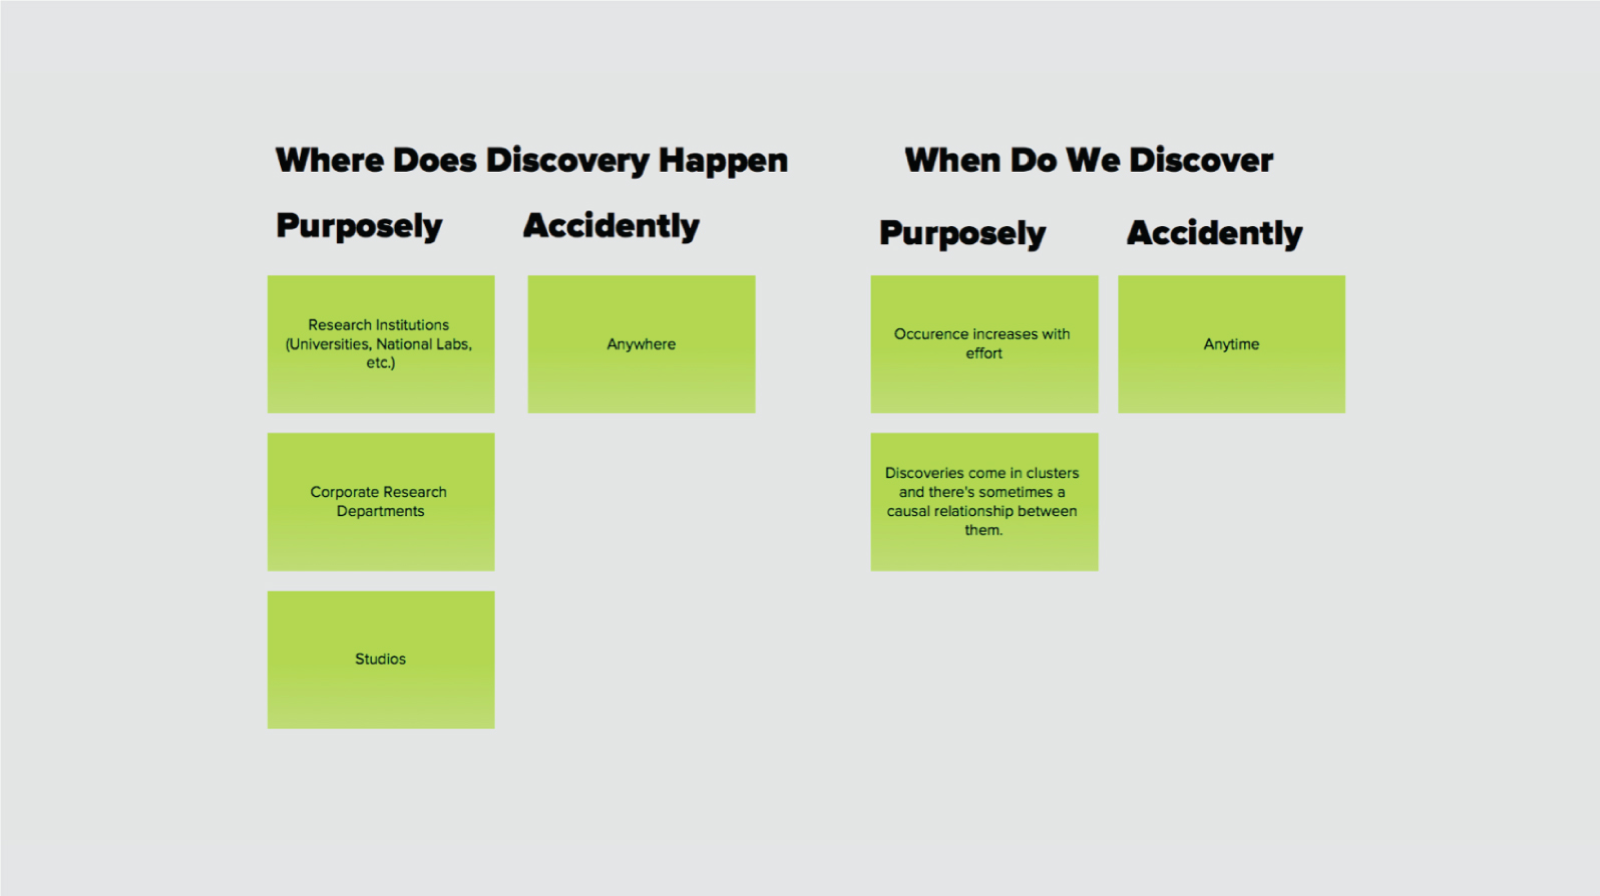 Where Does Discovery Happen
Purposely
Accidently
Research Institutions
(Universities, National Labs,
etc.)
Anywhere
Corporate Research
Departments
Studios
When Do We Discover
Purposely
Accidently
Occurence increases with
effort
Anytime
Discoveries come in clusters
and there's sometimes a
causal relationship between
them.